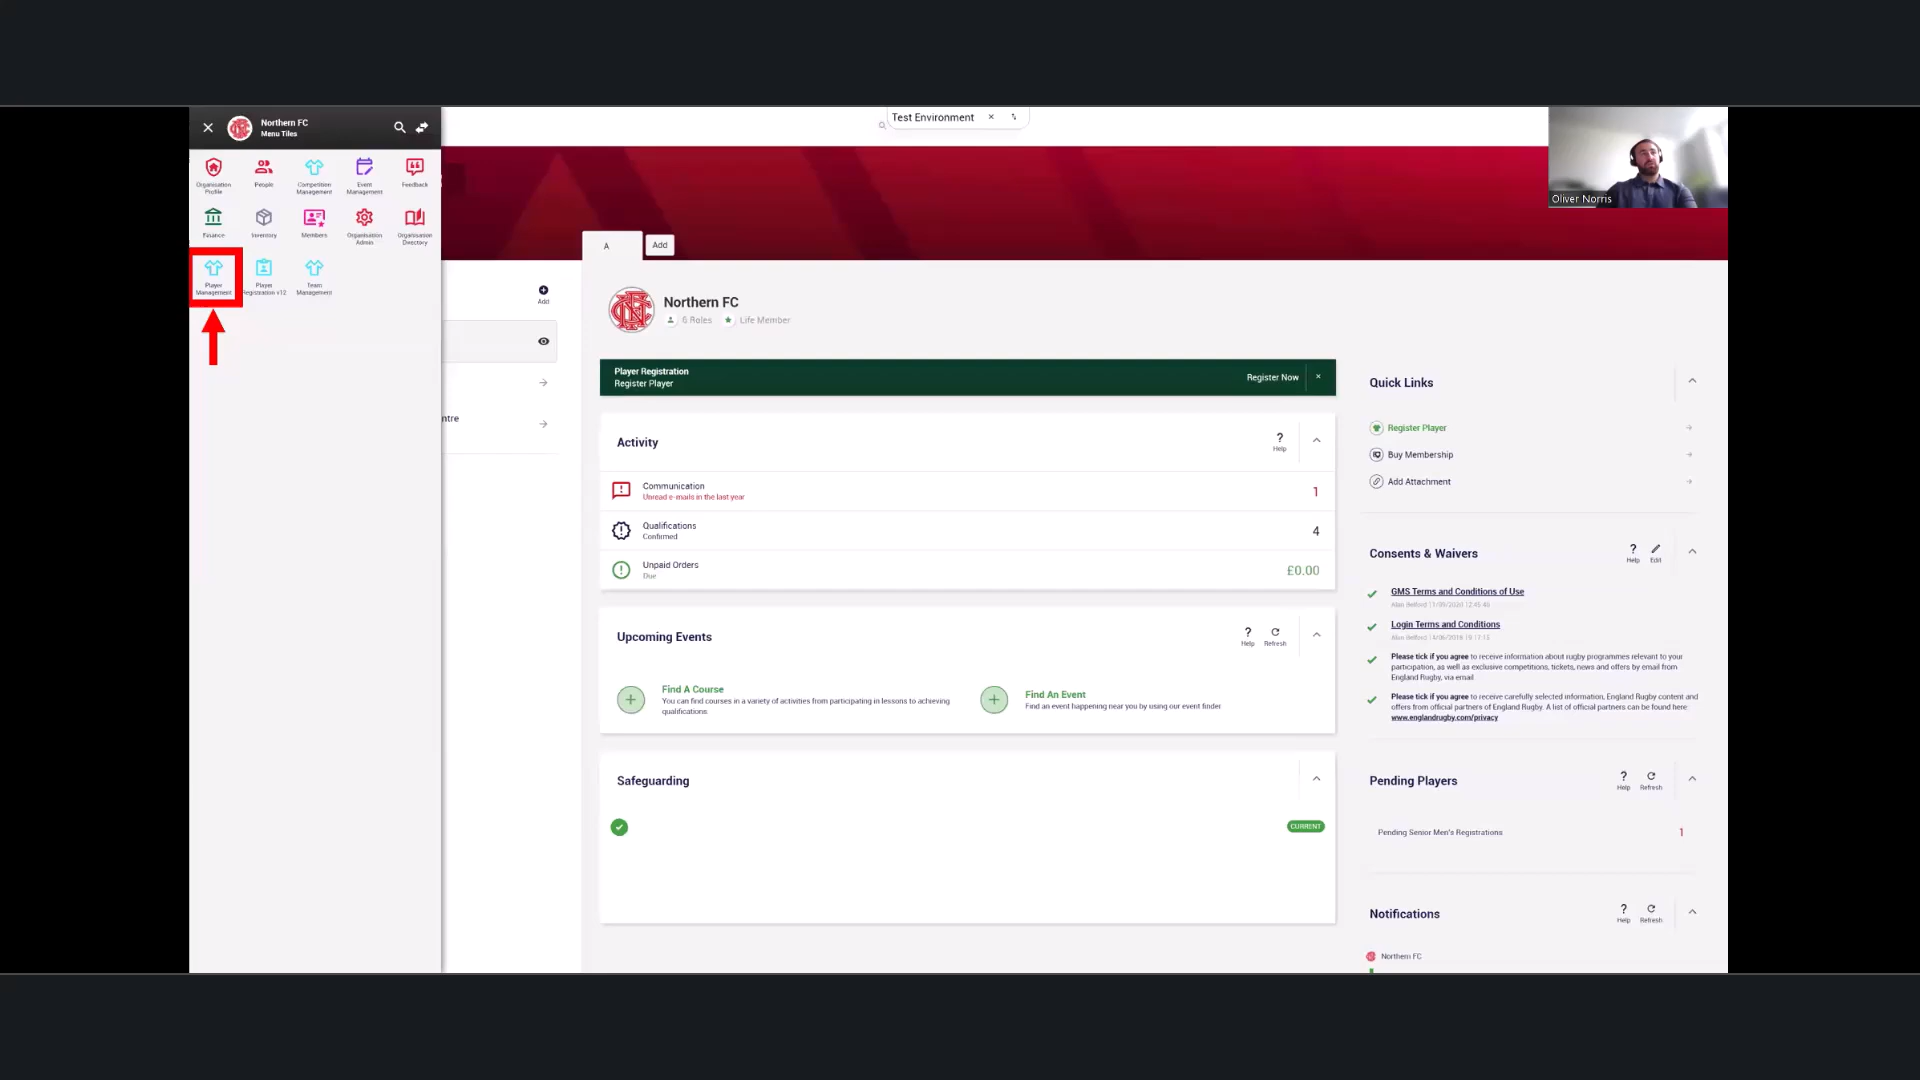 Northern FC
Menu Tiles
Organisation Profile
People
Competition Management
Event Management
Feedback
Finance
Inventory
Members
Organisation Admin
Organisation Directory
Player Management
Player Registration v12
Team Management
Test Environment
Oliver Norris
A
Add
Add
ntre
Northern FC
6 Roles
Life Member
Player Registration
Register Player
Register Now
Activity
?
Help
Communication
Unread e-mails in the last year
1
Qualifications
Confirmed
4
Unpaid Orders
Due
£0.00
Upcoming Events
?
Help
Refresh
Find A Course
You can find courses in a variety of activities from participating in lessons to achieving
qualifications
Find An Event
Find an event happening near you by using our event finder
Safeguarding
CURRENT
Quick Links
Register Player
Buy Membership
Add Attachment
Consents & Waivers
?
Help
Edit
GMS Terms and Conditions of Use
Login Terms and Conditions
Please tick if you agree to receive information about rugby programmes relevant to your
participation, as well as exclusive competitions, tickets, news and offers by email from
England Rugby, via email
Please tick if you agree to receive carefully selected information, England Rugby content and
offers from official partners of England Rugby. A list of official partners can be found here:
www.englandrugby.com/privacy
Pending Players
?
Help
Refresh
Pending Senior Men's Registrations
1
Notifications
?
Help
Refresh
Northern FC